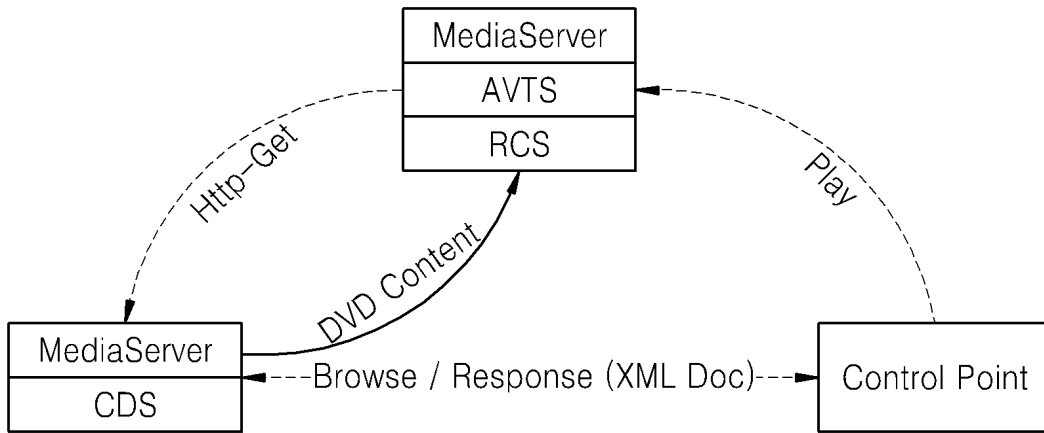 MediaServer
AVTS
RCS
Http-Get
Play
DVD Content
MediaServer
CDS
Browse / Response (XML Doc)
Control Point